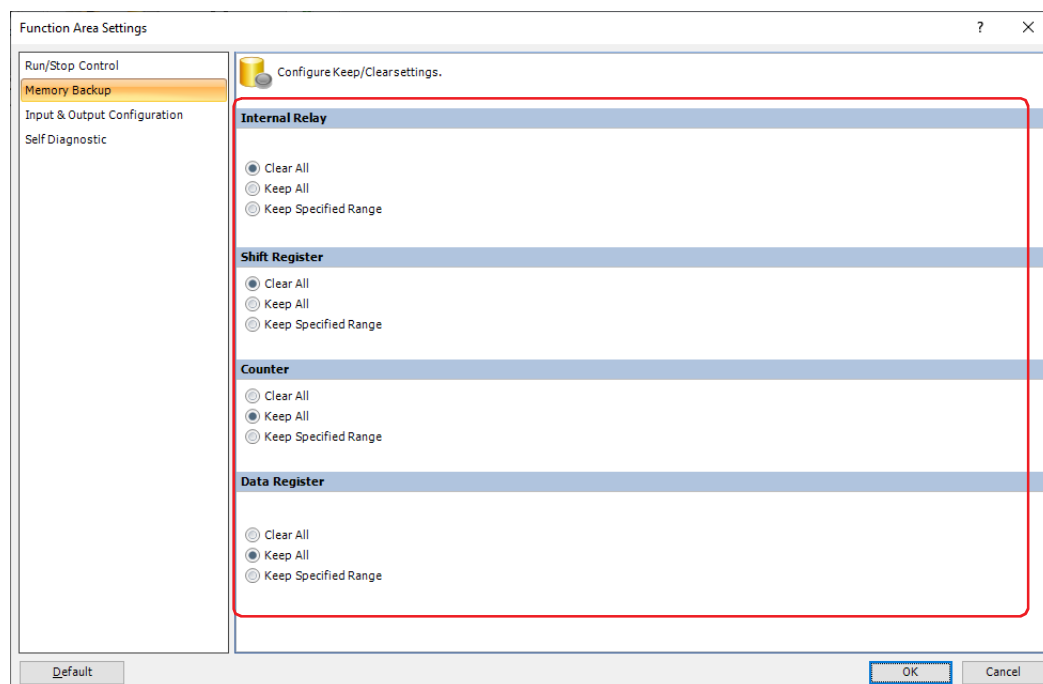 Function Area Settings
?
Run/Stop Control
Memory Backup
Input & Output Configuration
Self Diagnostic
Configure Keep/Clearsettings.
Internal Relay
Clear All
Keep All
Keep Specified Range
Shift Register
Clear All
Keep All
Keep Specified Range
Counter
Clear All
Keep All
Keep Specified Range
Data Register
Clear All
Keep All
Keep Specified Range
Default
OK
Cancel